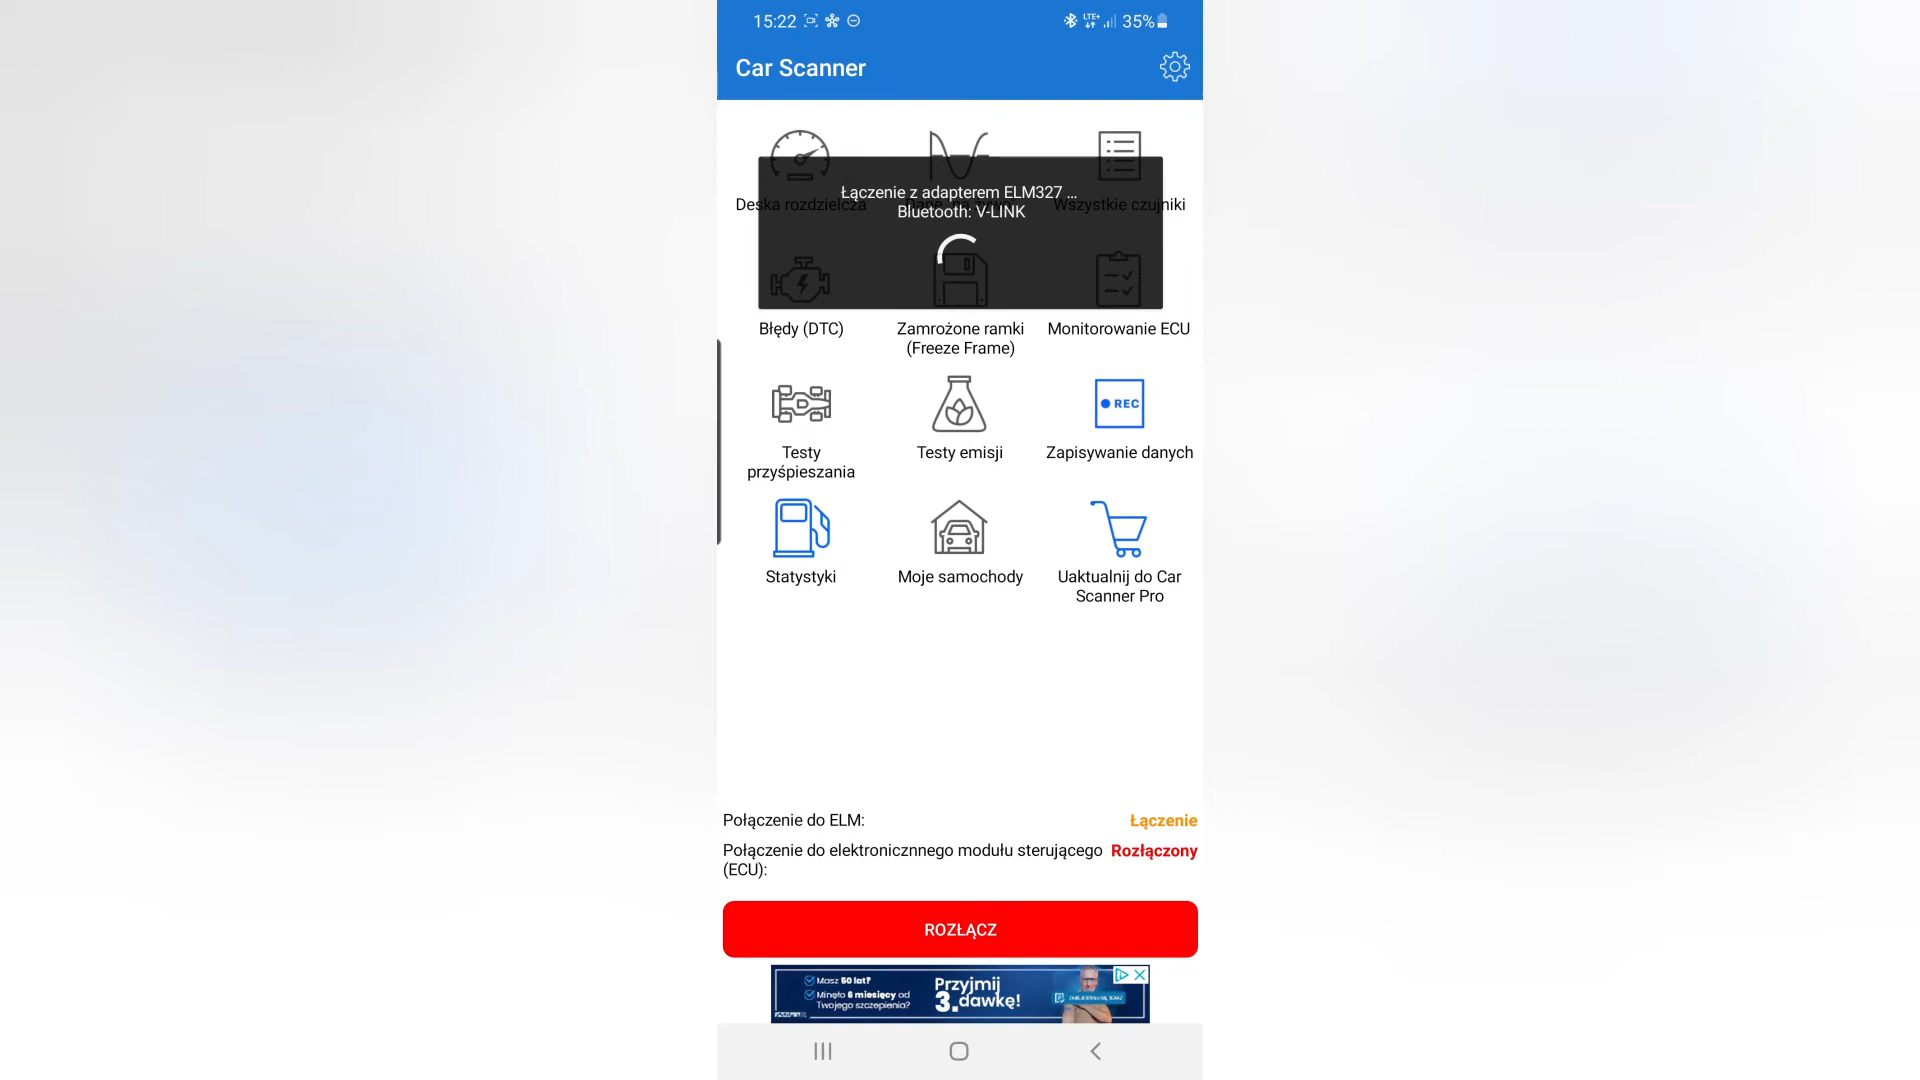 15:22
LTE+
35%
Car Scanner
Łączenie z adapterem ELM327 ...
Bluetooth: V-LINK
Deska rozdzielcza
Wszystkie czujniki
Błędy (DTC)
Zamrożone ramki
(Freeze Frame)
Monitorowanie ECU
REC
Testy
przyśpieszania
Testy emisji
Zapisywanie danych
Statystyki
Moje samochody
Uaktualnij do Car
Scanner Pro
Połączenie do ELM:
Łączenie
Połączenie do elektronicznnego modułu sterującego
(ECU):
Rozłączony
ROZŁĄCZ
Masz 50 lat?
Minęło 6 miesięcy od
Twojego szczepienia?
Przyjmij
3. dawkę!